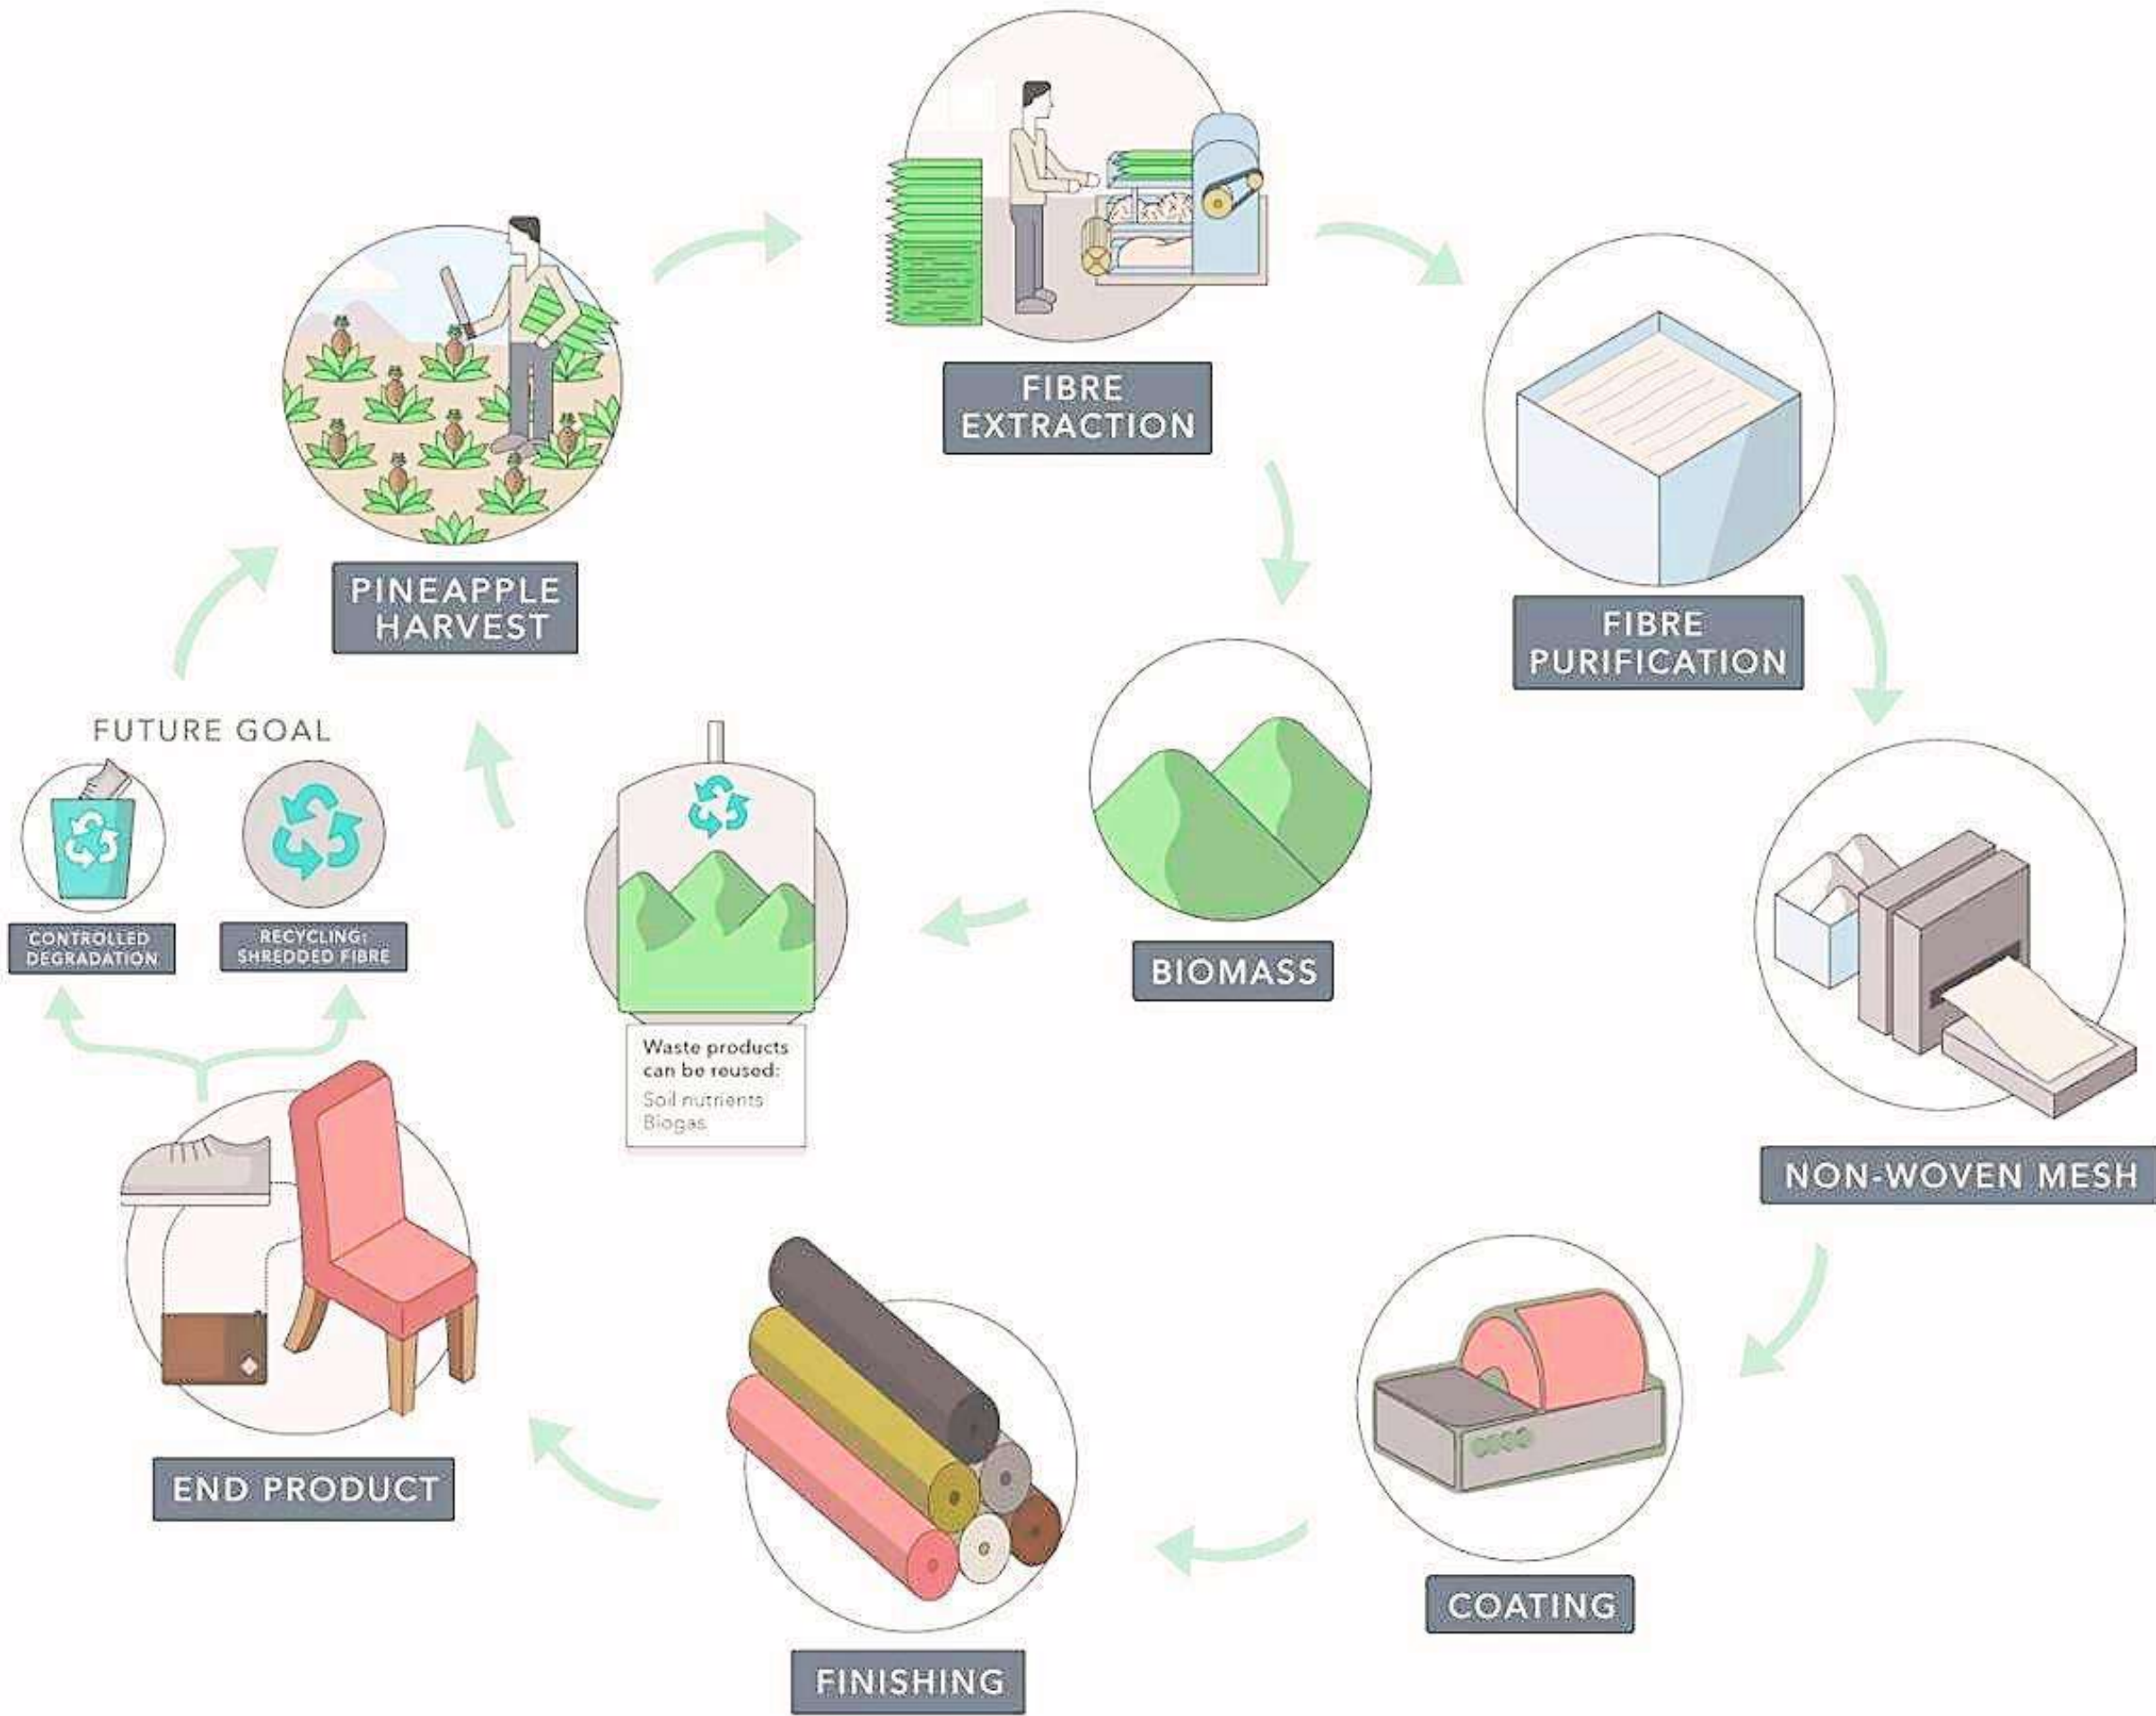 FIBRE
EXTRACTION
PINEAPPLE
HARVEST
FIBRE
PURIFICATION
FUTURE GOAL
CONTROLLED
DEGRADATION
RECYCLING:
SHREDDED FIBRE
BIOMASS
Waste products
can be reused:
Soil nutrients
Biogas
NON-WOVEN MESH
END PRODUCT
COATING
FINISHING